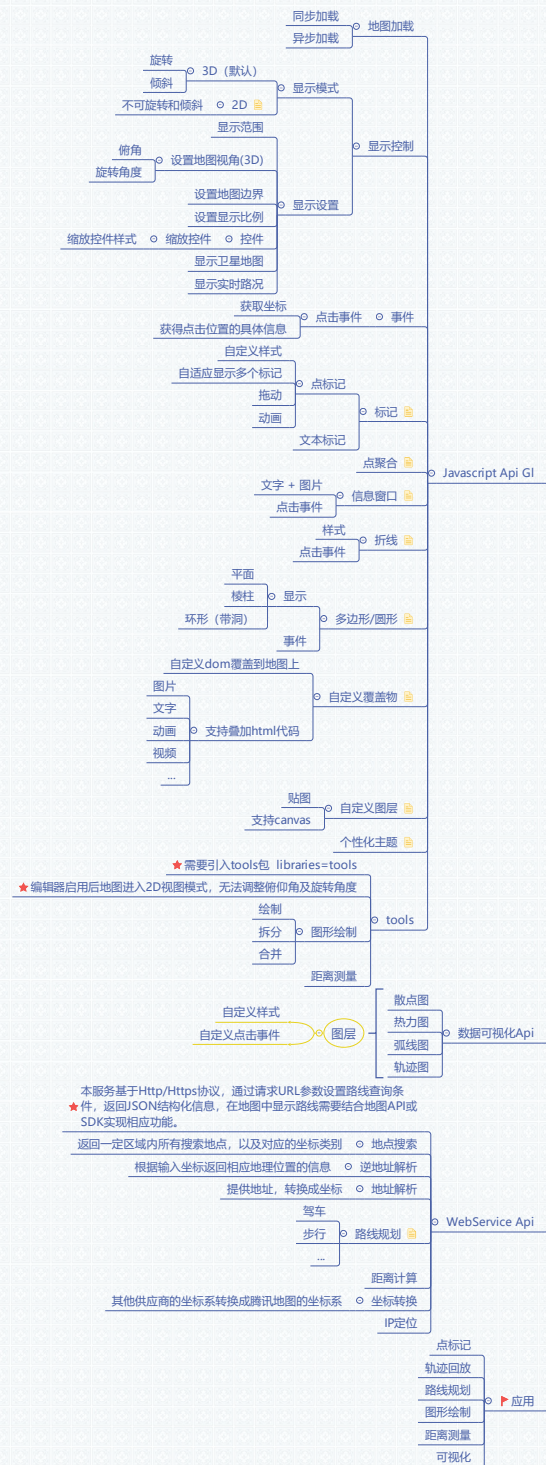 同步加载
异步加载
地图加载
旋转
倾斜
3D（默认）
不可旋转和倾斜
2D
显示模式
显示范围
俯角
旋转角度
设置地图视角(3D)
设置地图边界
设置显示比例
缩放控件样式
缩放控件
控件
显示卫星地图
显示实时路况
显示设置
显示控制
获取坐标
获得点击位置的具体信息
点击事件
事件
自定义样式
自适应显示多个标记
拖动
动画
点标记
文本标记
标记
点聚合
文字 + 图片
点击事件
信息窗口
样式
点击事件
折线
平面
棱柱
环形（带洞）
显示
事件
多边形/圆形
自定义dom覆盖到地图上
图片
文字
动画
视频
...
支持叠加html代码
自定义覆盖物
贴图
支持canvas
自定义图层
个性化主题
需要引入tools包 libraries=tools
编辑器启用后地图进入2D视图模式，无法调整俯仰角及旋转角度
绘制
拆分
合并
图形绘制
距离测量
tools
Javascript Api Gl
自定义样式
自定义点击事件
图层
散点图
热力图
弧线图
轨迹图
数据可视化Api
本服务基于Http/Https协议，通过请求URL参数设置路线查询条
件，返回JSON结构化信息，在地图中显示路线需要结合地图API或
SDK实现相应功能。
返回一定区域内所有搜索地点，以及对应的坐标类别
地点搜索
根据输入坐标返回相应地理位置的信息
逆地址解析
提供地址，转换成坐标
地址解析
驾车
步行
...
路线规划
距离计算
其他供应商的坐标系转换成腾讯地图的坐标系
坐标转换
IP定位
WebService Api
点标记
轨迹回放
路线规划
图形绘制
距离测量
可视化
应用